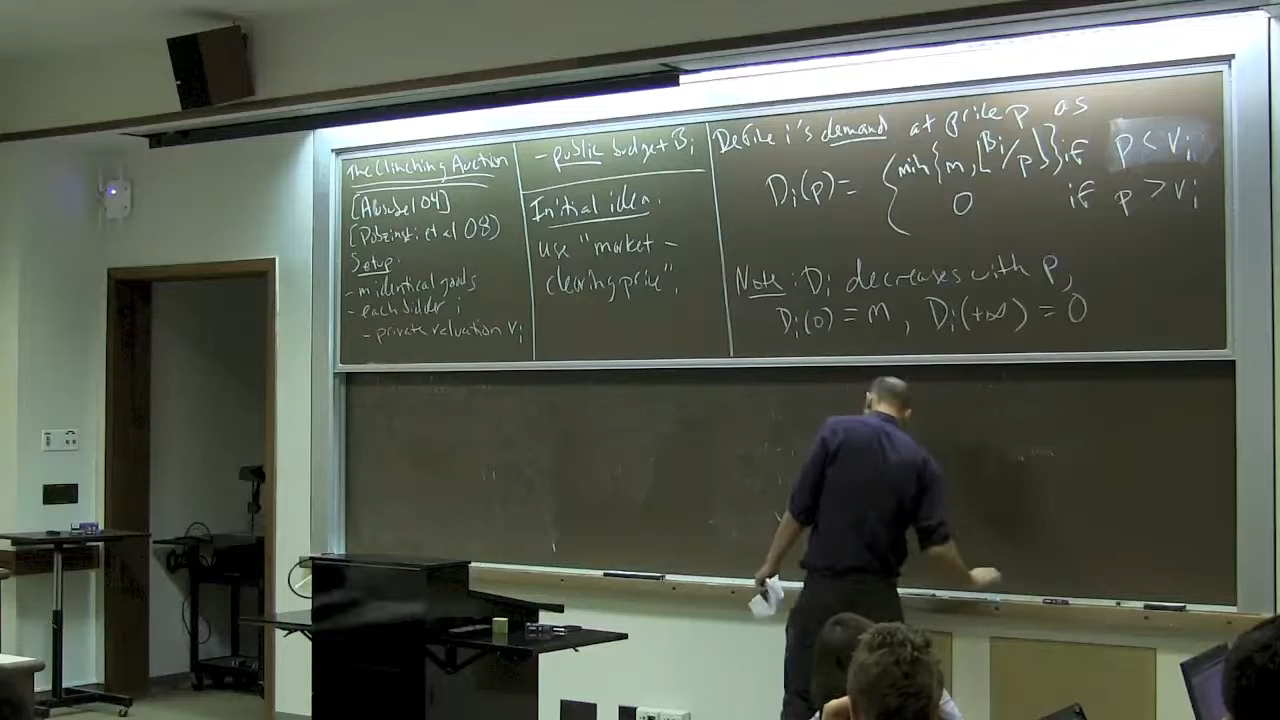 The Clinching Auction
[Ausubel 04]
[Dobzinski et al 08]
Setup:
- m identical goods
- each bidder i
- private valuation vi
- public budget Bi
Initial idea:
use "market-
clearing price".
Define i's demand at price p as
Di(p) = { min{m, ⌊Bi/p⌋} if p < vi
0 if p > vi
Note: Di decreases with p,
Di(0) = m, Di(+∞) = 0